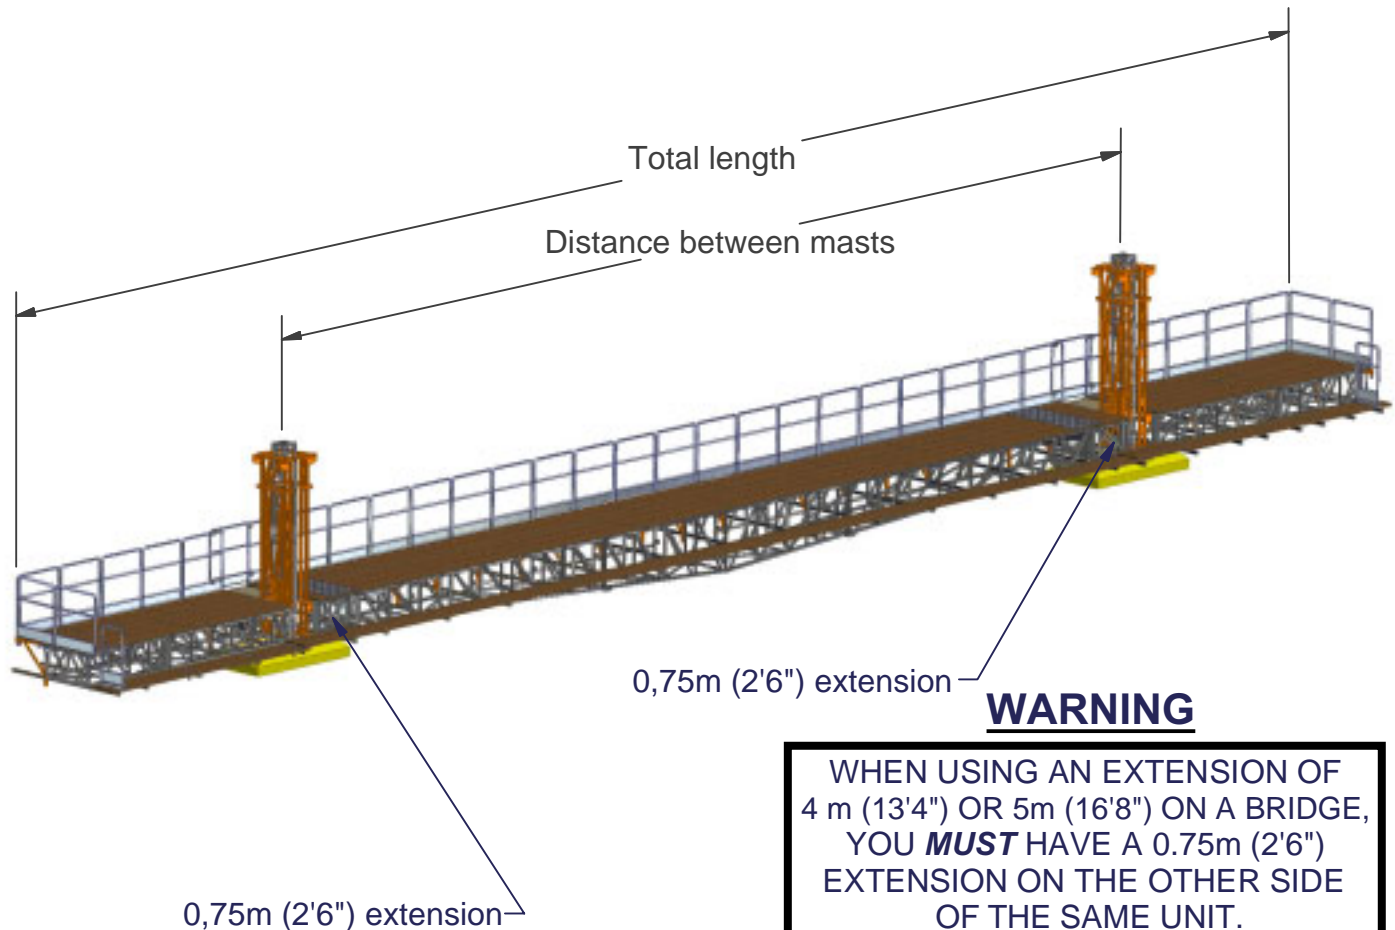 Total length
Distance between masts
0,75m (2'6") extension
WARNING
WHEN USING AN EXTENSION OF
4 m (13'4") OR 5m (16'8") ON A BRIDGE,
YOU MUST HAVE A 0.75m (2'6")
EXTENSION ON THE OTHER SIDE
OF THE SAME UNIT.
0,75m (2'6") extension